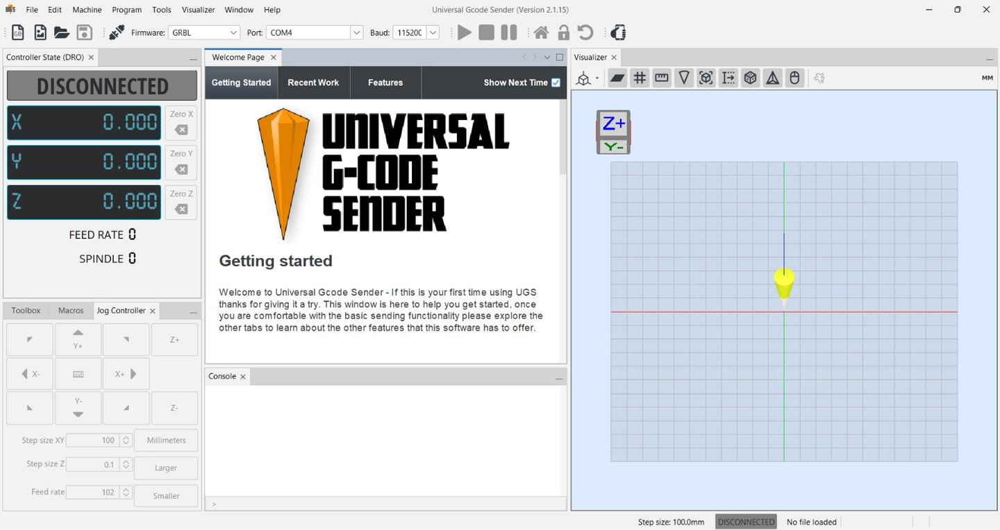 File Edit Machine Program Tools Visualizer Window Help
Universal Gcode Sender (Version 2.1.15)
Firmware: GRBL Port: COM4 Baud: 11520
Controller State (DRO)
DISCONNECTED
X 0.000 Zero X
Y 0.000 Zero Y
Z 0.000 Zero Z
FEED RATE 0
SPINDLE 0
Toolbox Macros Jog Controller
Y+ Z+
X- X+
Y- Z-
Step size XY 100 Millimeters
Step size Z 0.1 Larger
Feed rate 102 Smaller
Welcome Page
Getting Started Recent Work Features Show Next Time
UNIVERSAL
G-CODE
SENDER
Getting started
Welcome to Universal Gcode Sender - If this is your first time using UGS
thanks for giving it a try. This window is here to help you get started, once
you are comfortable with the basic sending functionality please explore the
other tabs to learn about the other features that this software has to offer.
Console
>
Visualizer
MM
Z+
Y-
Step size: 100.0mm DISCONNECTED No file loaded